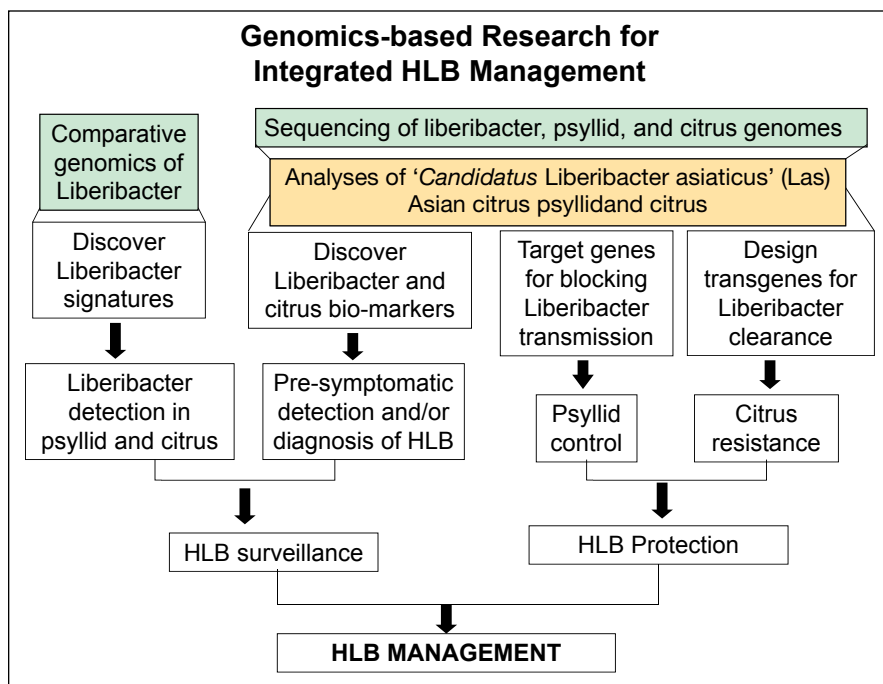 Genomics-based Research for
Integrated HLB Management
Comparative
genomics of
Liberibacter
Sequencing of liberibacter, psyllid, and citrus genomes
Analyses of ‘Candidatus Liberibacter asiaticus’ (Las)
Asian citrus psyllidand citrus
Discover
Liberibacter
signatures
Discover
Liberibacter and
citrus bio-markers
Target genes
for blocking
Liberibacter
transmission
Design
transgenes for
Liberibacter
clearance
Liberibacter
detection in
psyllid and citrus
Pre-symptomatic
detection and/or
diagnosis of HLB
Psyllid
control
Citrus
resistance
HLB surveillance
HLB Protection
HLB MANAGEMENT